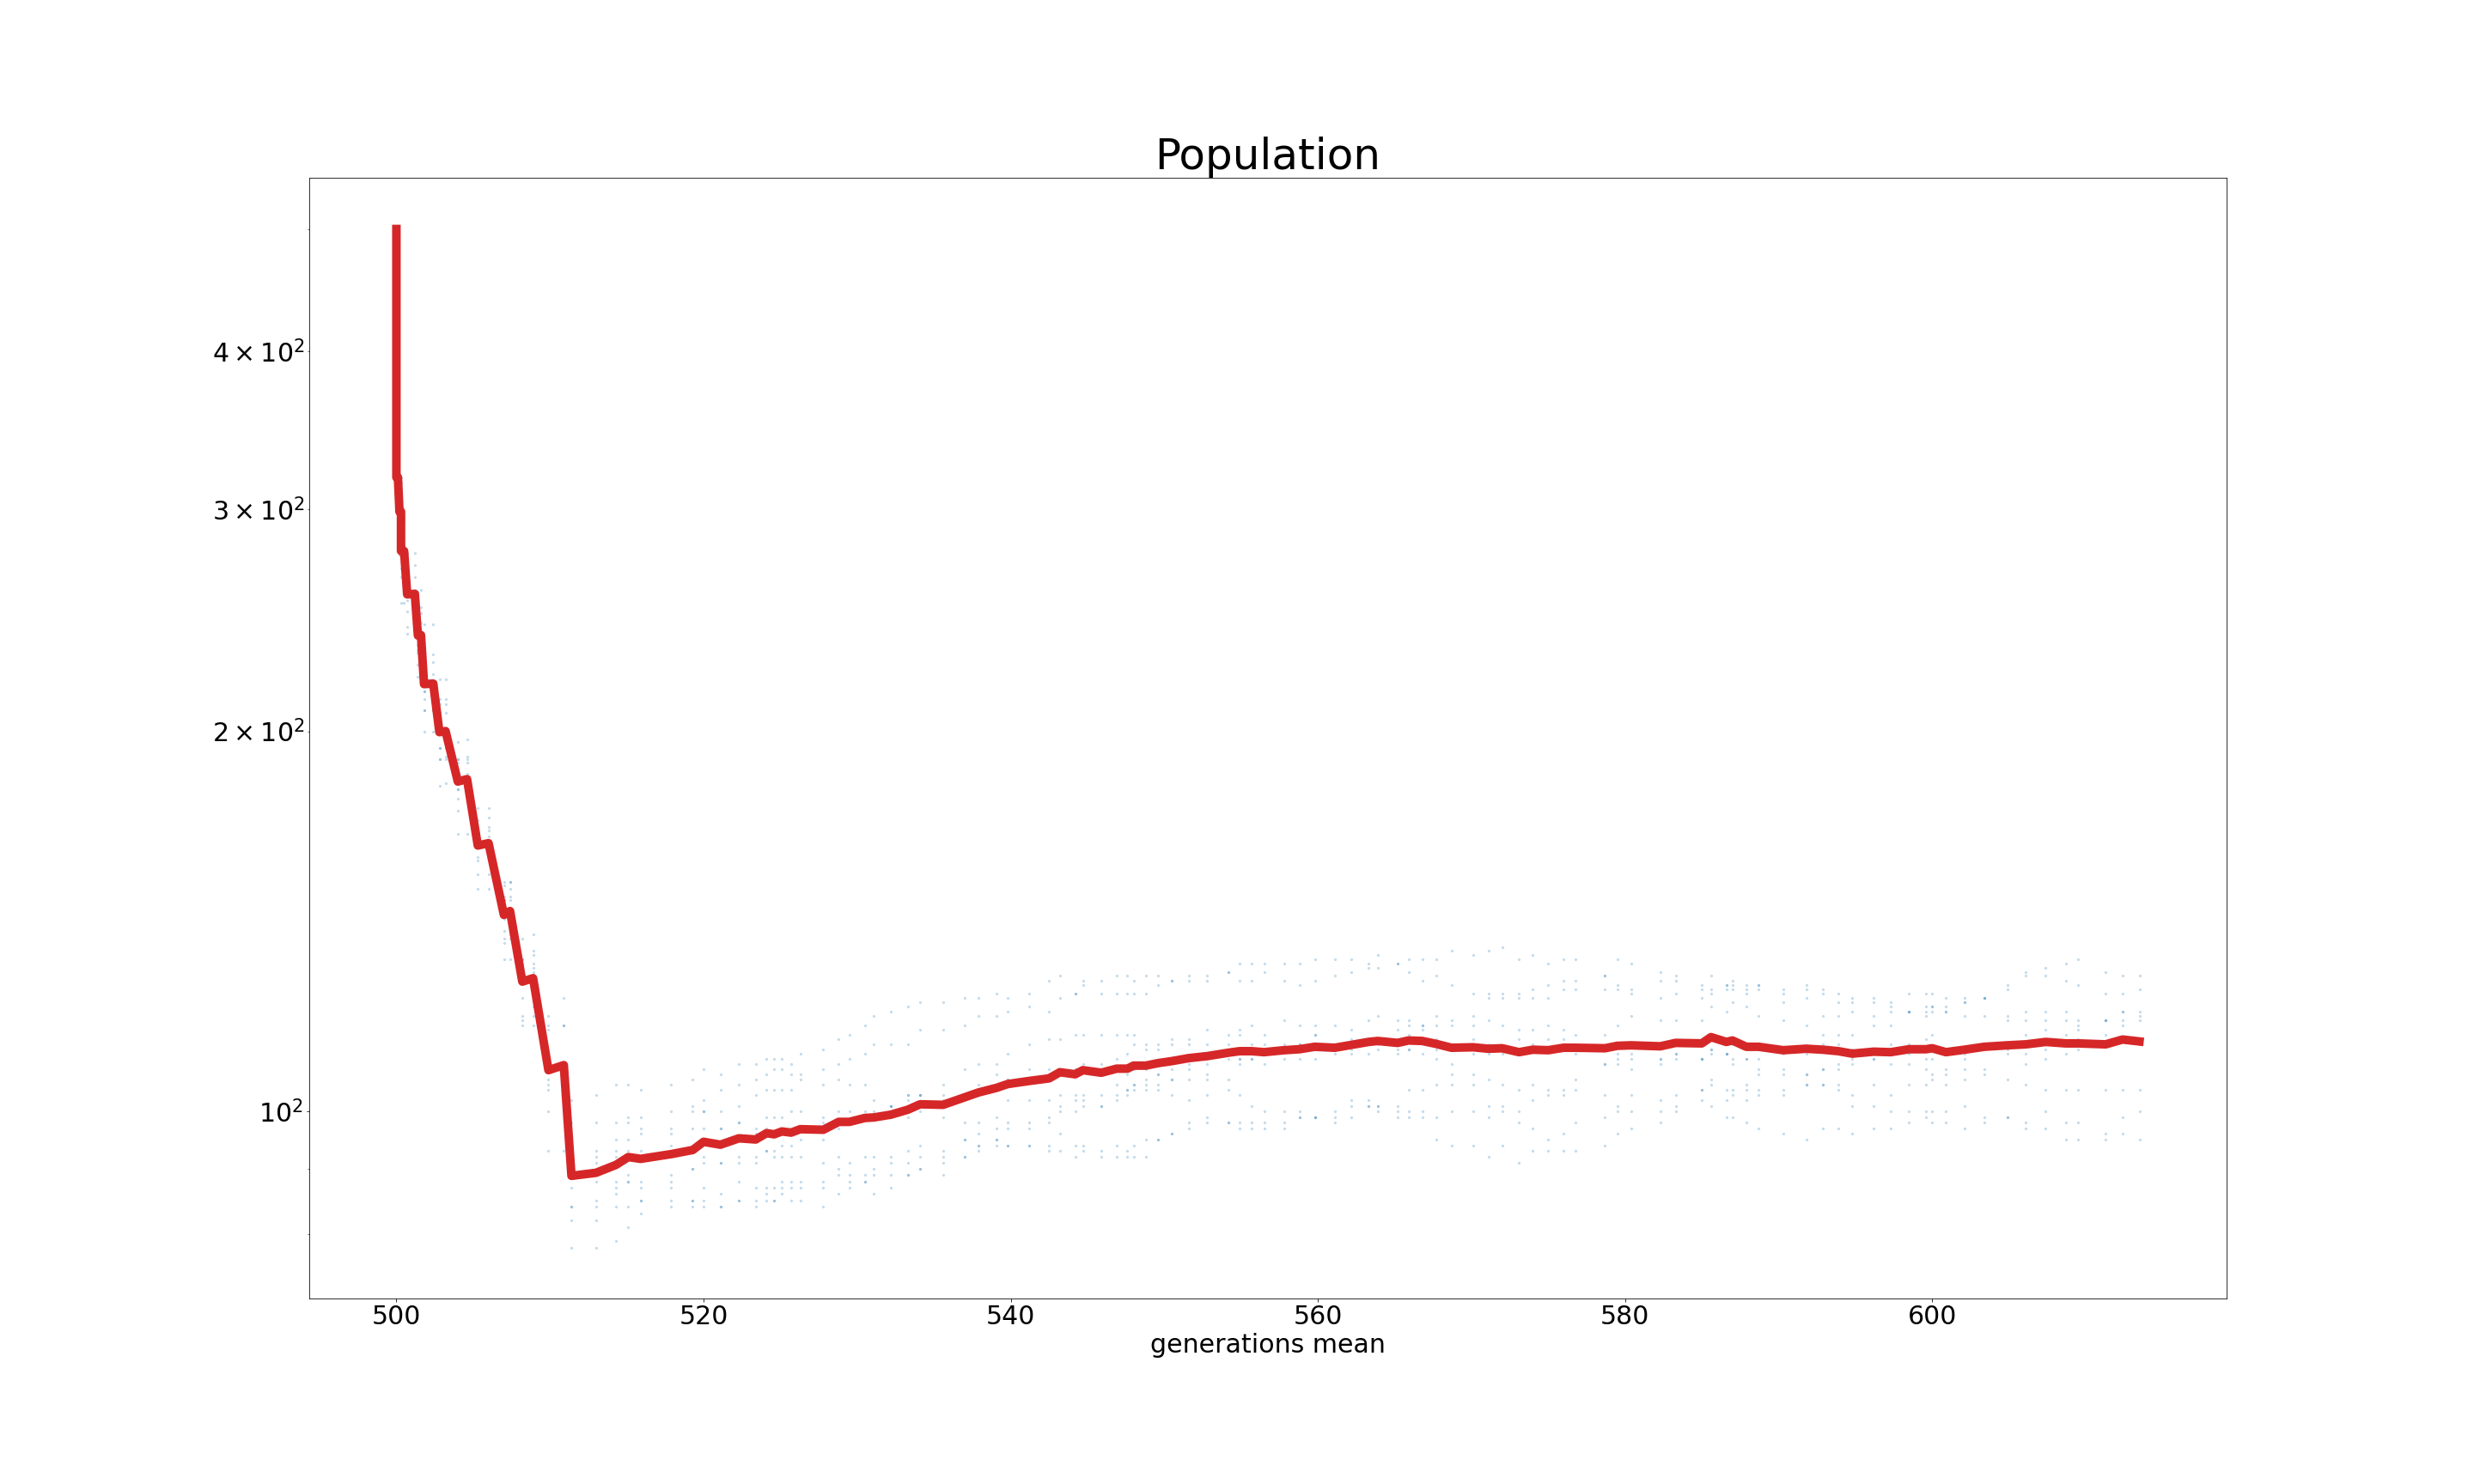 Population
4 × 10²
3 × 10²
2 × 10²
10²
500 520 540 560 580 600
generations mean